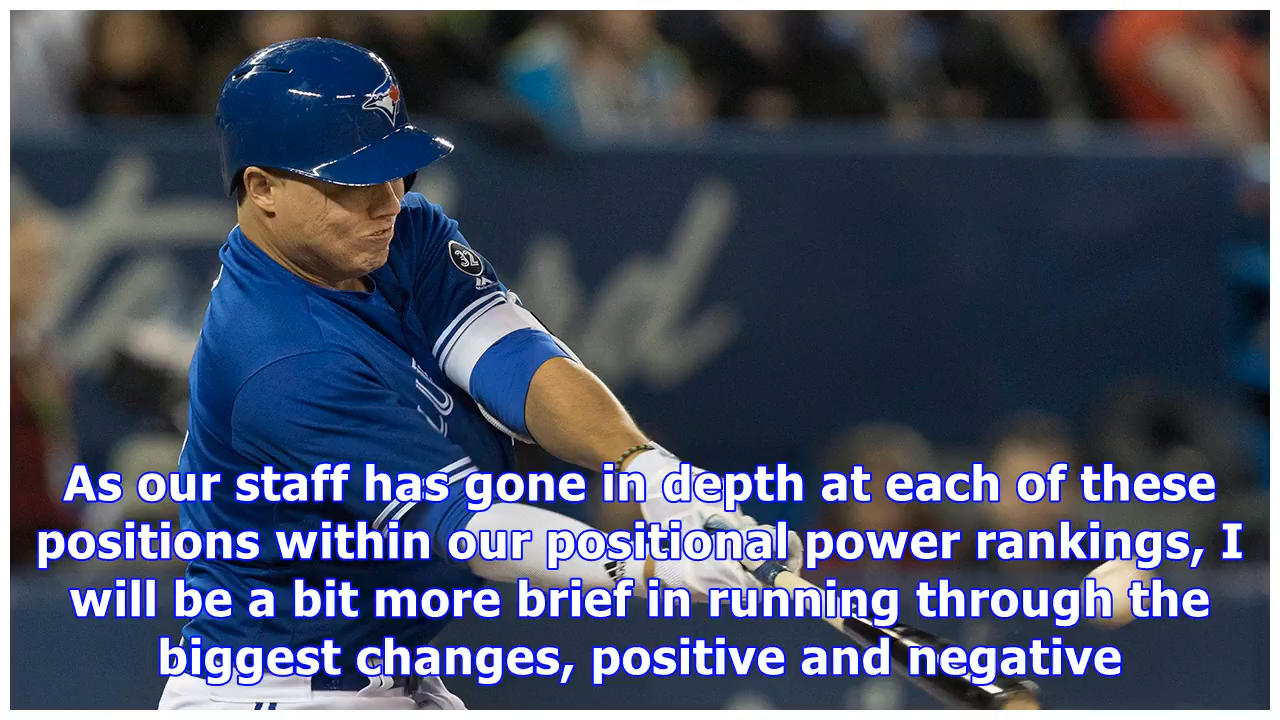 32
As our staff has gone in depth at each of these
positions within our positional power rankings, I
will be a bit more brief in running through the
biggest changes, positive and negative